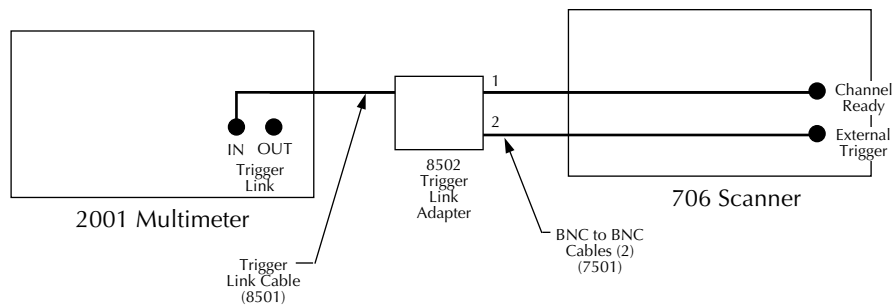 1
2
Channel
Ready
External
Trigger
IN OUT
Trigger
Link
8502
Trigger
Link
Adapter
2001 Multimeter
706 Scanner
Trigger
Link Cable
(8501)
BNC to BNC
Cables (2)
(7501)